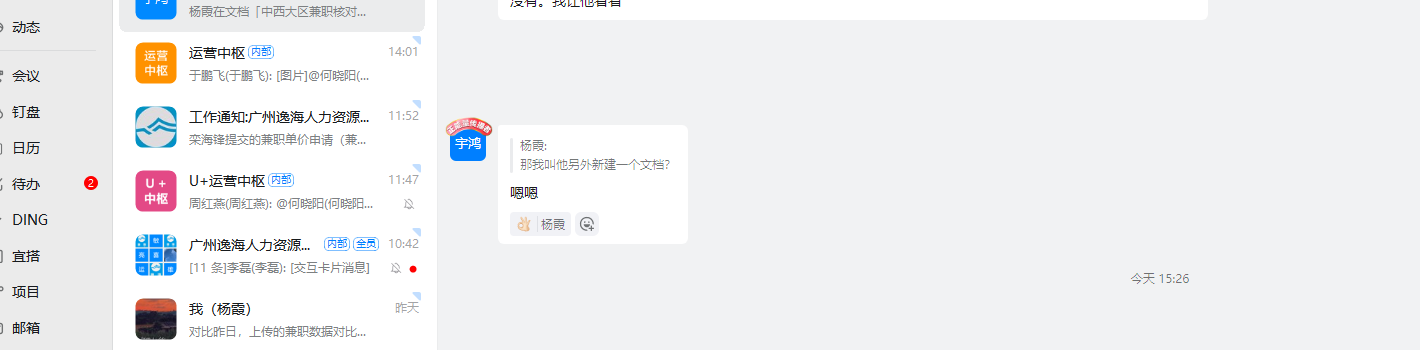 动态
会议
钉盘
日历
待办
2
DING
宜搭
项目
邮箱
宇鸿
杨霞在文档「中西大区兼职核对...
运营中枢
运营中枢 内部 14:01
于鹏飞(于鹏飞): [图片]@何晓阳(...
工作通知:广州逸海人力资源... 11:52
栾海锋提交的兼职单价申请（兼...
U + 中枢
U+运营中枢 内部 11:47
周红燕(周红燕): @何晓阳(何晓阳...
广州逸海人力资源... 内部 全员 10:42
[11 条]李磊(李磊): [交互卡片消息]
我（杨霞） 昨天
对比昨日，上传的兼职数据对比...
没有。我让他看看
宇鸿
杨霞:
那我叫他另外新建一个文档?
嗯嗯
杨霞
今天 15:26